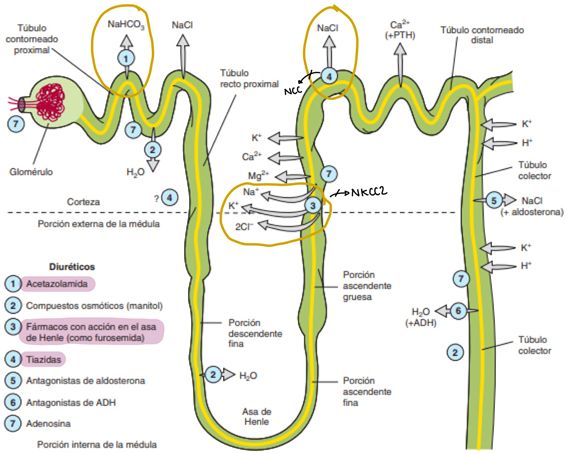 NaHCO₃
NaCl
NaCl
Ca²⁺
(+PTH)
Túbulo
contorneado
proximal
1
4
NCC
Túbulo contorneado
distal
Túbulo
recto proximal
7
7
2
Glomérulo
H₂O
K⁺
Ca²⁺
Mg²⁺
7
K⁺
H⁺
Túbulo
colector
Corteza
? 4
Na⁺
K⁺
2Cl⁻
3
NKCC2
5
NaCl
(+ aldosterona)
Porción externa de la médula
K⁺
H⁺
Diuréticos
1 Acetazolamida
2 Compuestos osmóticos (manitol)
3 Fármacos con acción en el asa
de Henle (como furosemida)
4 Tiazidas
5 Antagonistas de aldosterona
6 Antagonistas de ADH
7 Adenosina
Porción interna de la médula
Porción
ascendente
gruesa
7
H₂O
(+ADH)
6
Porción
descendente
fina
2
Túbulo
colector
2
H₂O
Asa de
Henle
Porción
ascendente
fina